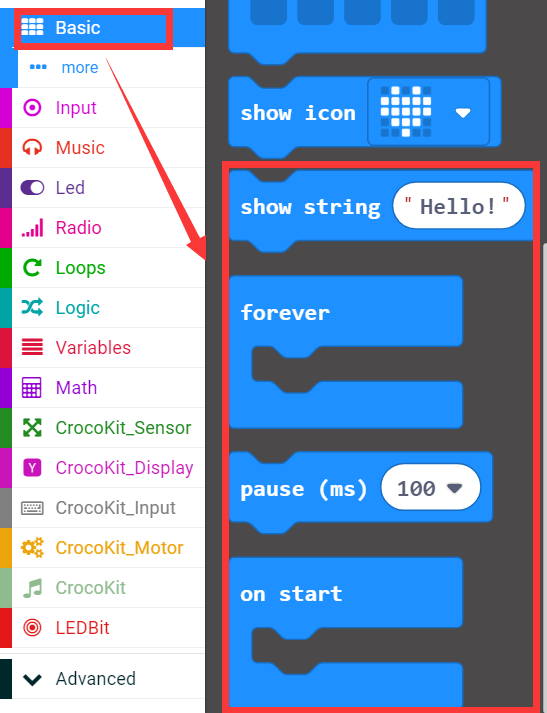 Basic
more
Input
Music
Led
Radio
Loops
Logic
Variables
Math
CrocoKit_Sensor
Y CrocoKit_Display
CrocoKit_Input
CrocoKit_Motor
CrocoKit
LEDBit
Advanced
show icon
show string "Hello!"
forever
pause (ms) 100
on start